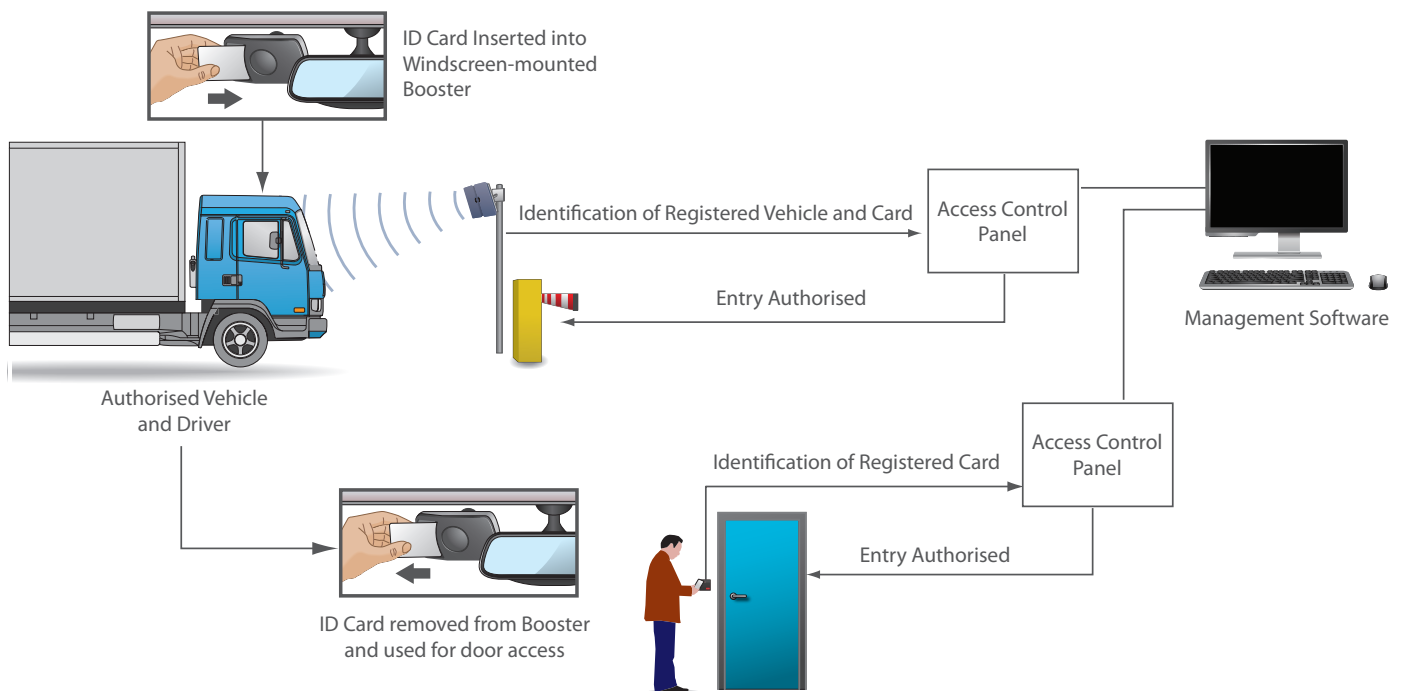 ID Card Inserted into
Windscreen-mounted
Booster
Identification of Registered Vehicle and Card
Access Control
Panel
Entry Authorised
Management Software
Authorised Vehicle
and Driver
Access Control
Panel
Identification of Registered Card
Entry Authorised
ID Card removed from Booster
and used for door access